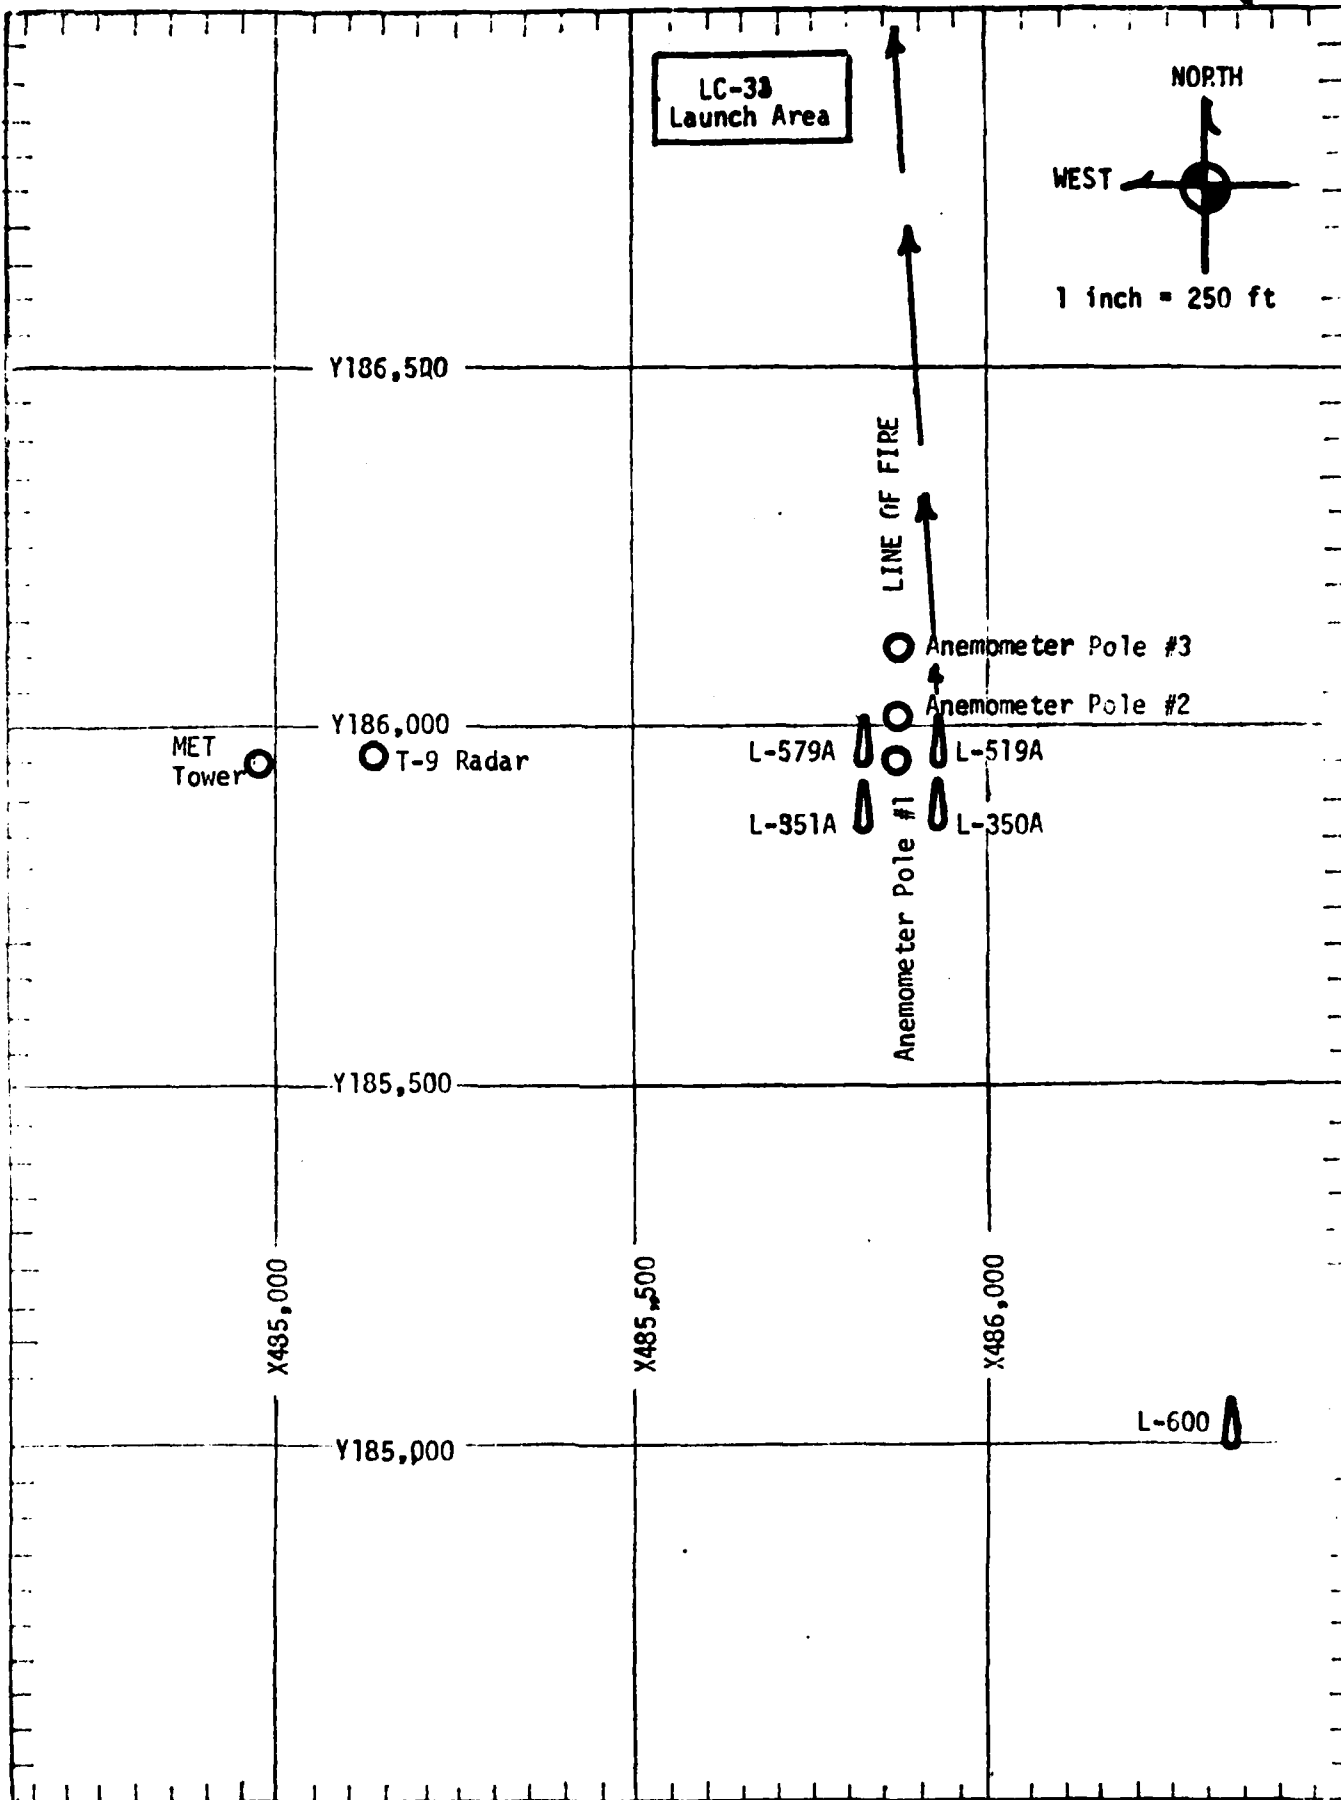 LC-33
Launch Area
NORTH
WEST
1 inch = 250 ft
Y186,500
LINE OF FIRE
Anemometer Pole #3
Anemometer Pole #2
Y186,000
MET
Tower
T-9 Radar
L-579A
L-519A
L-351A
L-350A
Anemometer Pole #1
Y185,500
X485,000
X485,500
X486,000
L-600
Y185,000